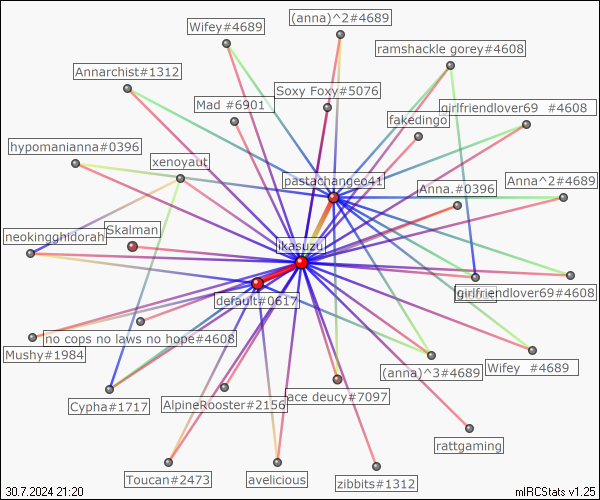 (anna)^2#4689
Wifey#4689
ramshackle gorey#4608
Annarchist#1312
Soxy Foxy#5076
Mad #6901
girlfriendlover69 #4608
fakedingo
hypomanianna#0396
xenoyaut
pastachangeo41
Anna.#0396
Anna^2#4689
Skalman
neokingghidorah
ikasuzu
default#0617
girlfriendlover69#4608
no cops no laws no hope#4608
Mushy#1984
(anna)^3#4689
Wifey #4689
ace deucy#7097
Cypha#1717
AlpineRooster#2156
rattgaming
Toucan#2473
avelicious
zibbits#1312
30.7.2024 21:20
mIRCStats v1.25